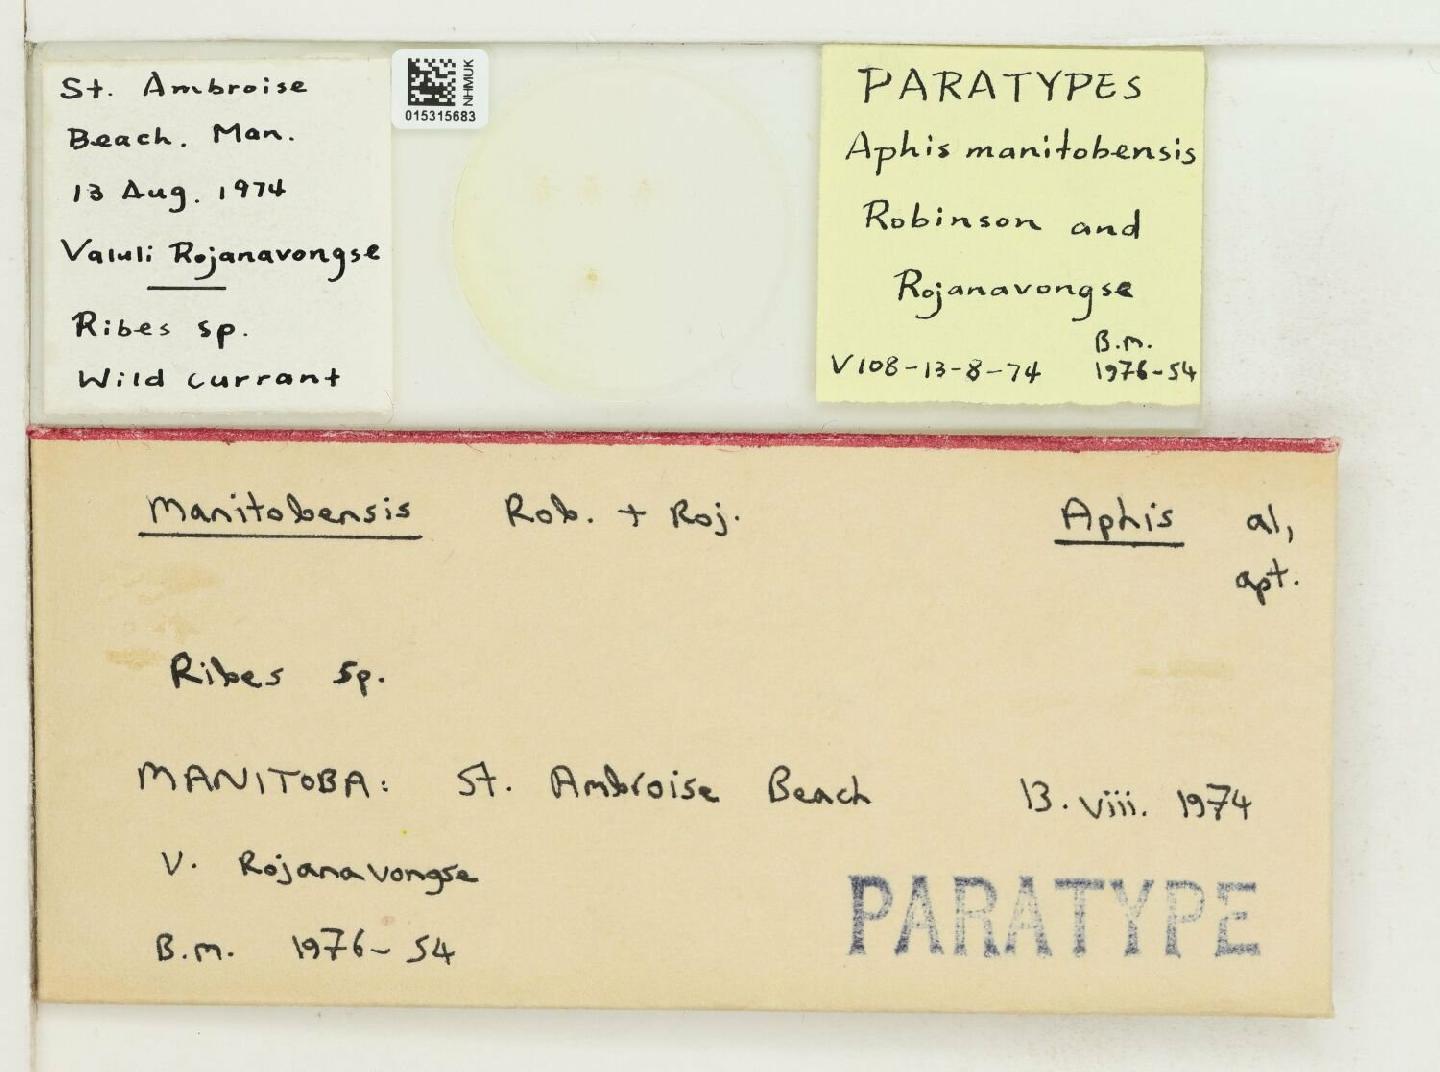 St. Ambroise
Beach. Man.
13 Aug. 1974
Valuli Rojanavongse
Ribes sp.
Wild currant
NHMUK
015315683
PARATYPES
Aphis manitobensis
Robinson and
Rojanavongse
B.M.
V108-13-8-74 1976-54
Manitobensis Rob. + Roj. Aphis al,
apt.
Ribes sp.
MANITOBA: St. Ambroise Beach 13. viii. 1974
V. Rojanavongse
PARATYPE
B.M. 1976-54